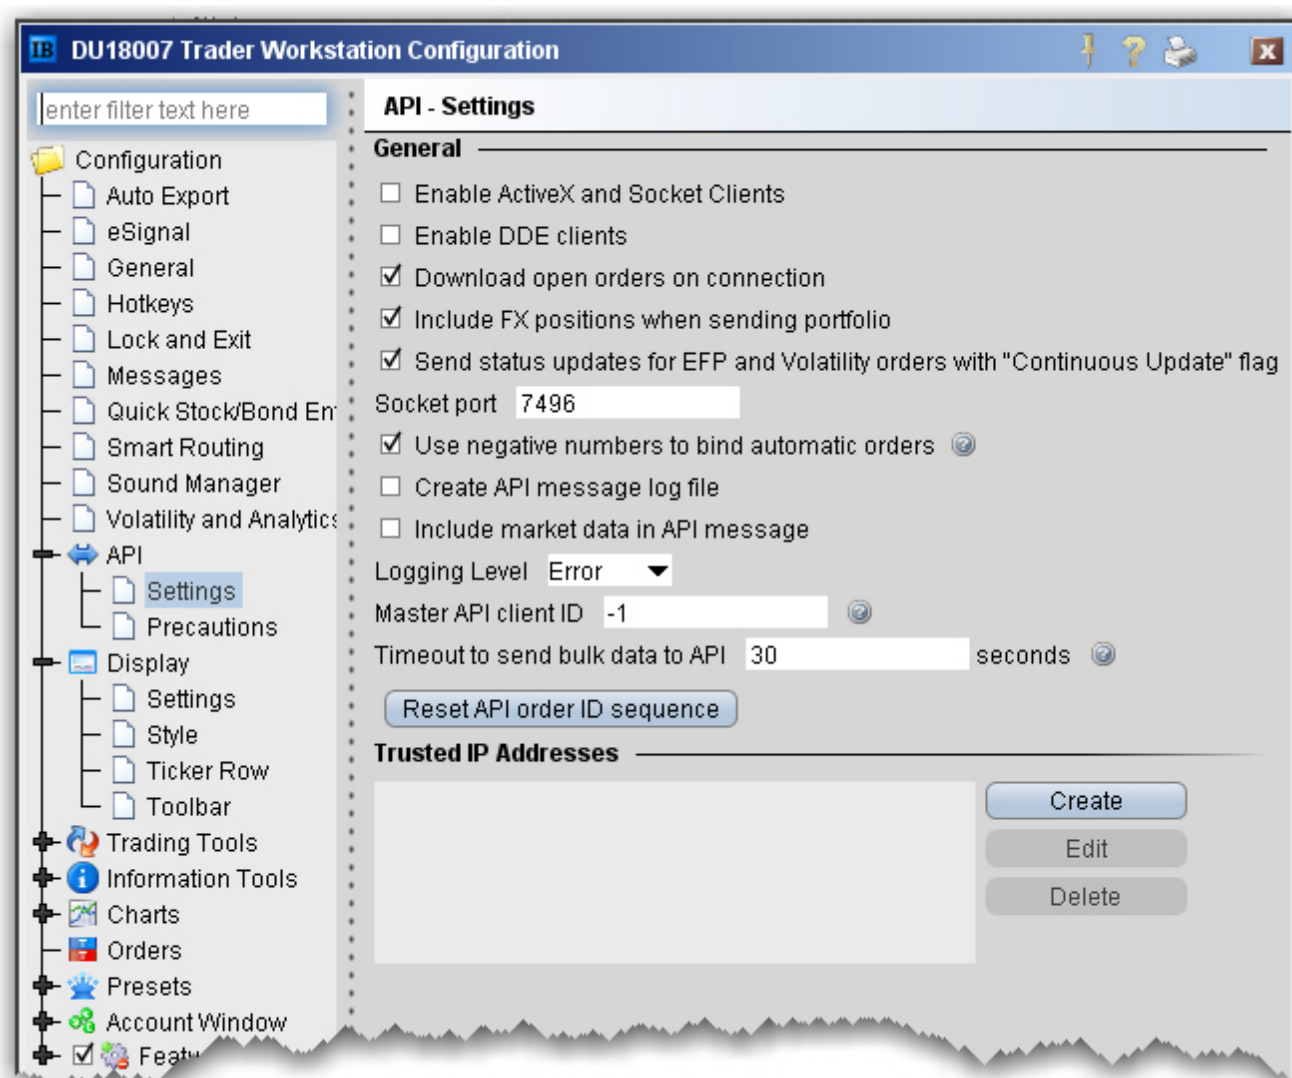 IB DU18007 Trader Workstation Configuration
enter filter text here
Configuration
Auto Export
eSignal
General
Hotkeys
Lock and Exit
Messages
Quick Stock/Bond
Smart Routing
Sound Manager
Volatility and
API
Settings
Precautions
Display
Settings
Style
Ticker Row
Toolbar
Trading Tools
Information Tools
Charts
Orders
Presets
Account Window
API - Settings
General
Enable ActiveX and Socket Clients
Enable DDE clients
Download open orders on connection
Include FX positions when sending portfolio
Send status updates for EFP and Volatility orders with "Continuous Update" flag
Socket port 7496
Use negative numbers to bind automatic orders ?
Create API message log file
Include market data in API message
Logging Level Error
Master API client ID -1 ?
Timeout to send bulk data to API 30 seconds ?
Reset API order ID sequence
Trusted IP Addresses
Create
Edit
Delete